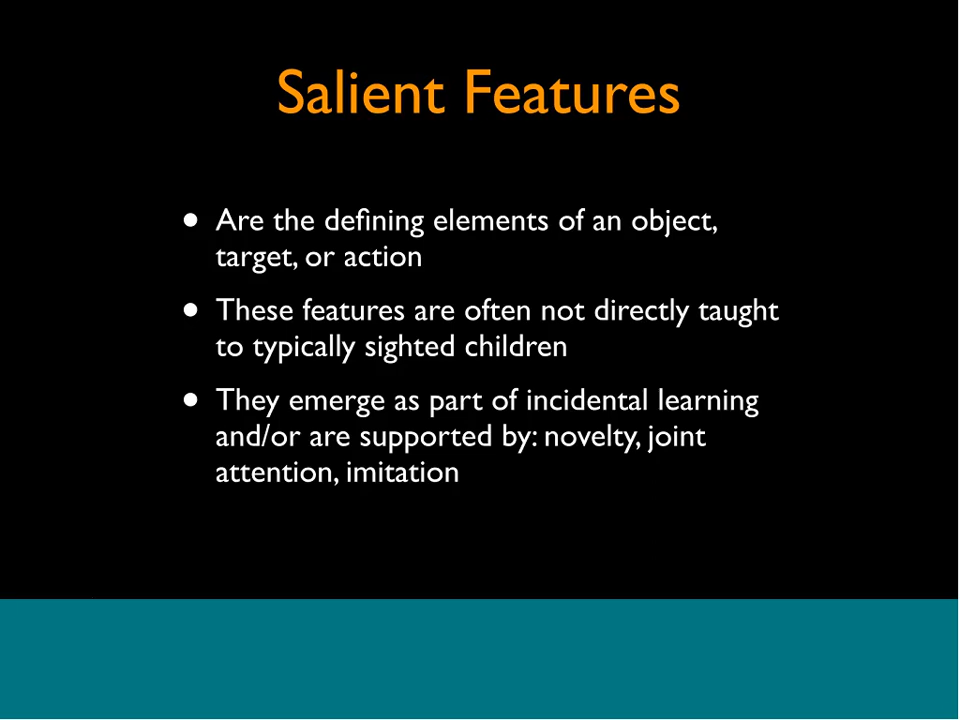 Salient Features
• Are the defining elements of an object,
target, or action
• These features are often not directly taught
to typically sighted children
• They emerge as part of incidental learning
and/or are supported by: novelty, joint
attention, imitation